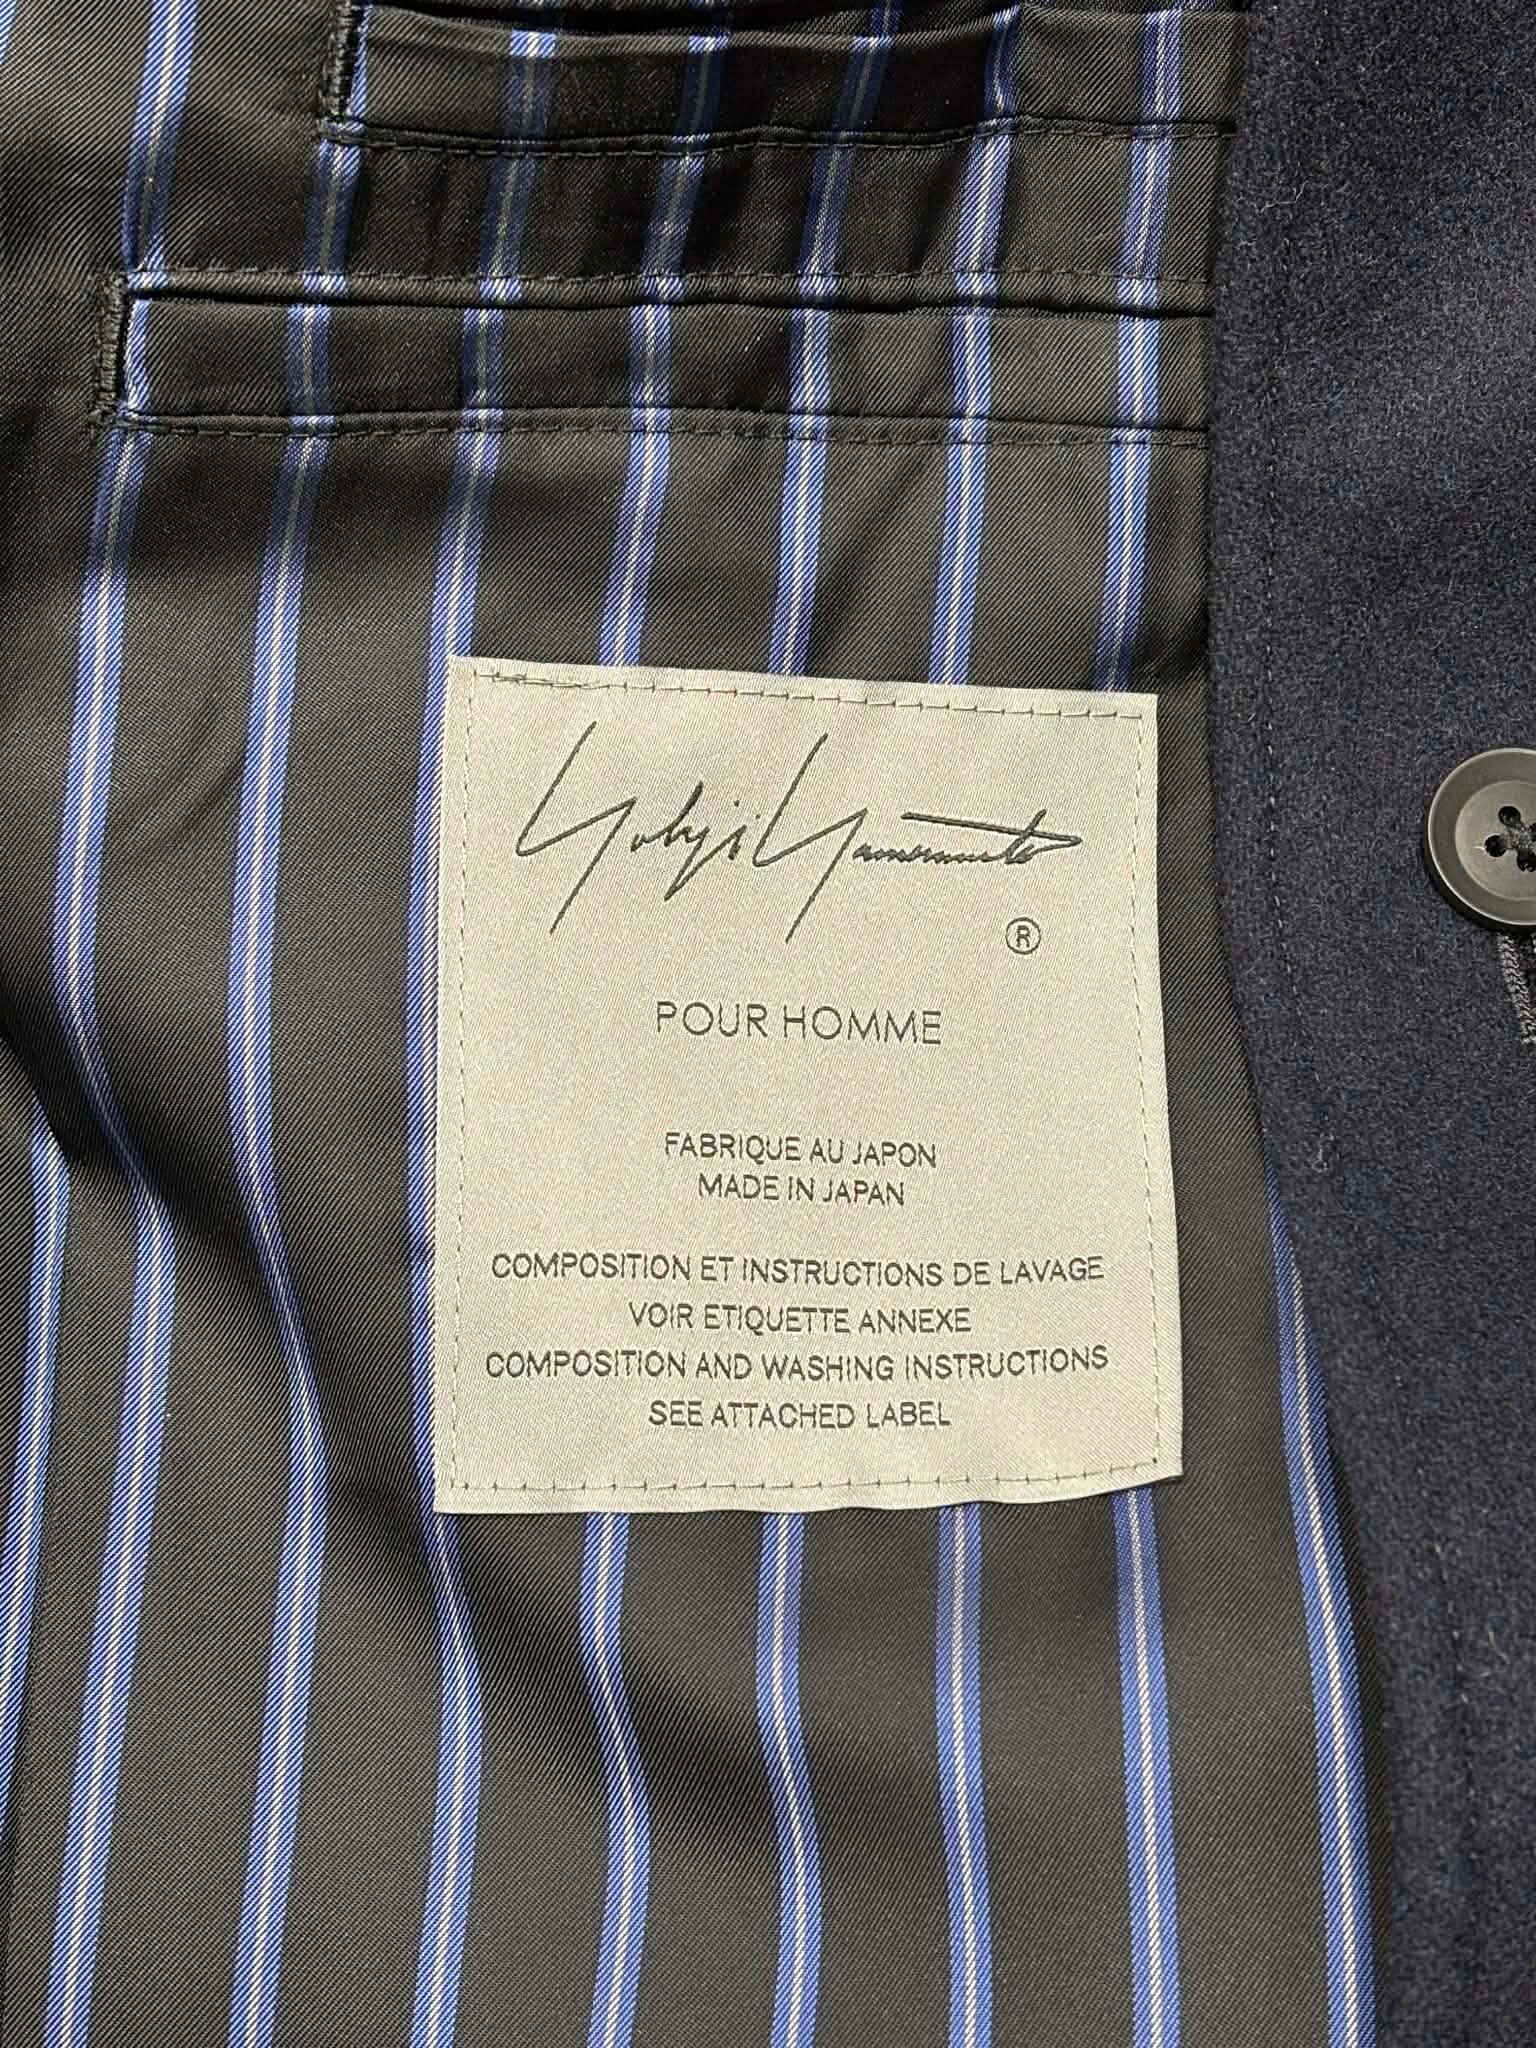 Yohji Yamamoto
®
POUR HOMME
FABRIQUE AU JAPON
MADE IN JAPAN
COMPOSITION ET INSTRUCTIONS DE LAVAGE
VOIR ETIQUETTE ANNEXE
COMPOSITION AND WASHING INSTRUCTIONS
SEE ATTACHED LABEL